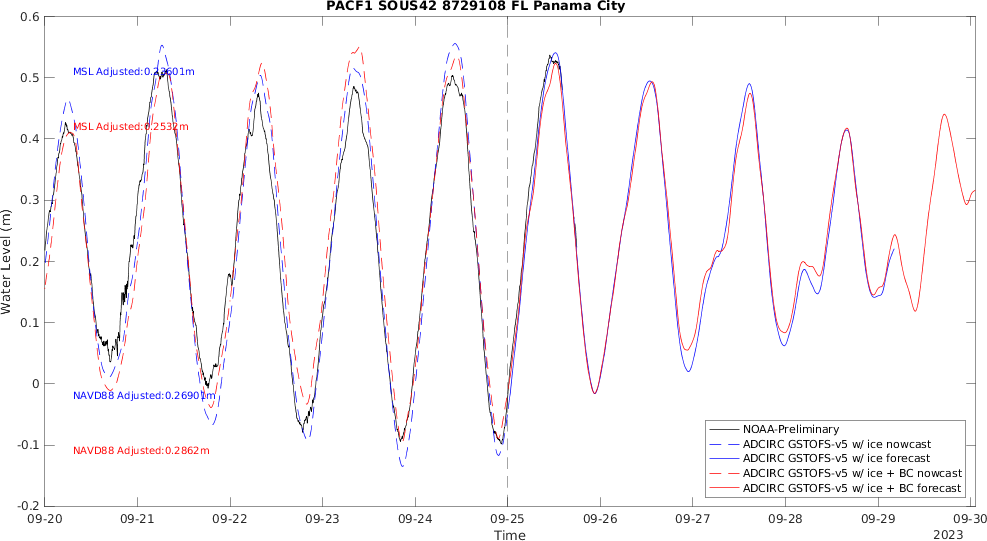 PACF1 SOUS42 8729108 FL Panama City
Water Level (m)
0.6
0.5
0.4
0.3
0.2
0.1
0
-0.1
-0.2
MSL Adjusted:0.23601m
MSL Adjusted:0.2532m
NAVD88 Adjusted:0.26901m
NAVD88 Adjusted:0.2862m
NOAA-Preliminary
ADCIRC GSTOFS-v5 w/ ice nowcast
ADCIRC GSTOFS-v5 w/ ice forecast
ADCIRC GSTOFS-v5 w/ ice + BC nowcast
ADCIRC GSTOFS-v5 w/ ice + BC forecast
09-20 09-21 09-22 09-23 09-24 09-25 09-26 09-27 09-28 09-29 09-30
Time
2023